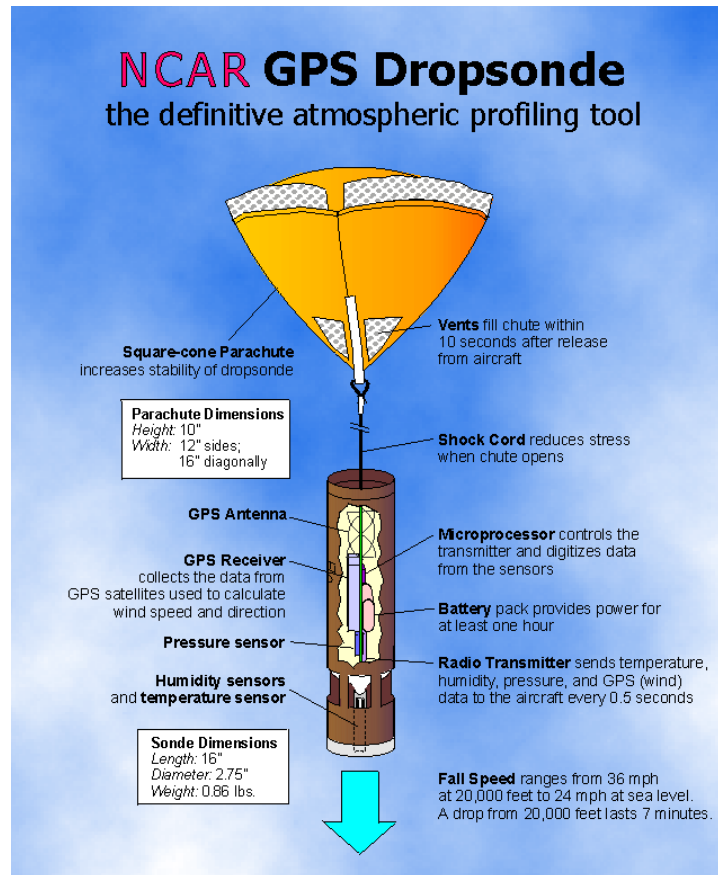 NCAR GPS Dropsonde
the definitive atmospheric profiling tool
Square-cone Parachute
increases stability of dropsonde
Vents fill chute within
10 seconds after release
from aircraft
Parachute Dimensions
Height: 10"
Width: 12" sides;
16" diagonally
Shock Cord reduces stress
when chute opens
GPS Antenna
GPS Receiver
collects the data from
GPS satellites used to calculate
wind speed and direction
Pressure sensor
Humidity sensors
and temperature sensor
Microprocessor controls the
transmitter and digitizes data
from the sensors
Battery pack provides power for
at least one hour
Radio Transmitter sends temperature,
humidity, pressure, and GPS (wind)
data to the aircraft every 0.5 seconds
Sonde Dimensions
Length: 16"
Diameter: 2.75"
Weight: 0.86 lbs.
Fall Speed ranges from 36 mph
at 20,000 feet to 24 mph at sea level.
A drop from 20,000 feet lasts 7 minutes.